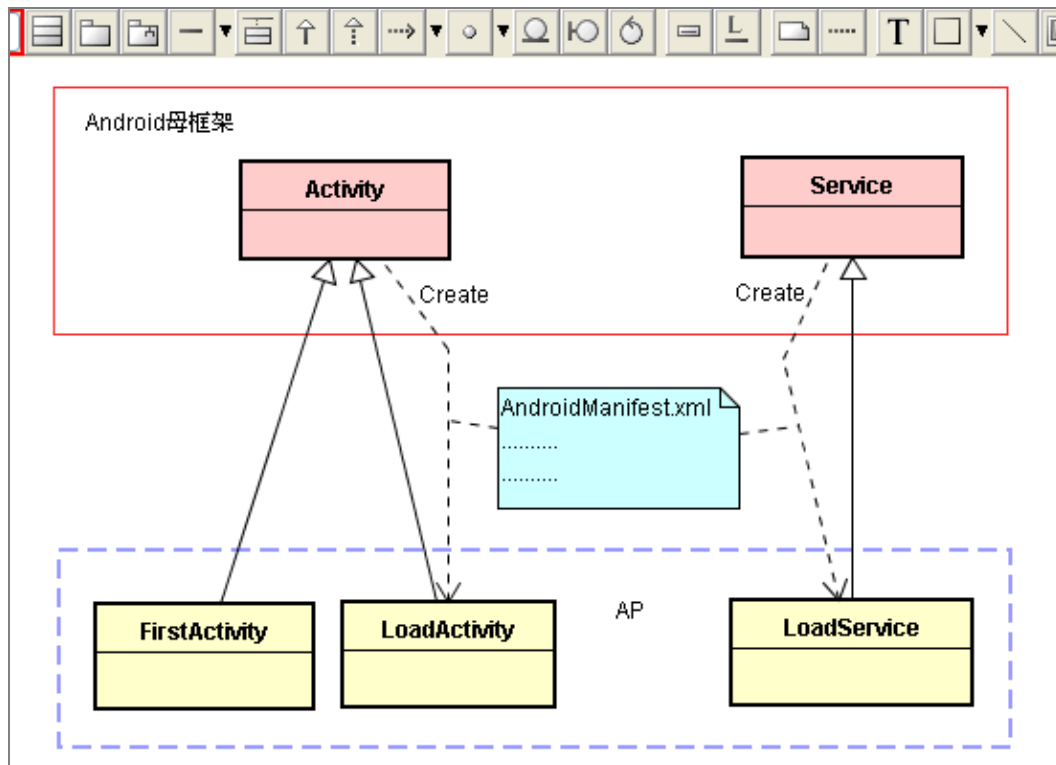 T
L
Android母框架
Activity
Service
Create
Create
AndroidManifest.xml
..........
..........
AP
FirstActivity
LoadActivity
LoadService